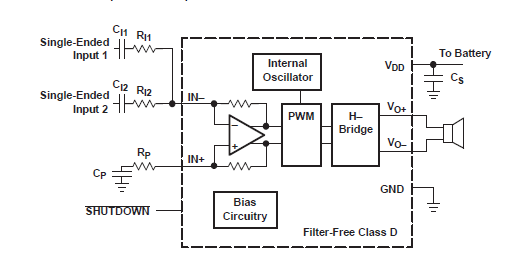 CI1 RI1
Single-Ended
Input 1
CI2 RI2
Single-Ended
Input 2
IN–
RP
CP
IN+
SHUTDOWN
Internal
Oscillator
–
+
PWM
H–
Bridge
Bias
Circuitry
VDD
To Battery
CS
VO+
VO–
GND
Filter-Free Class D